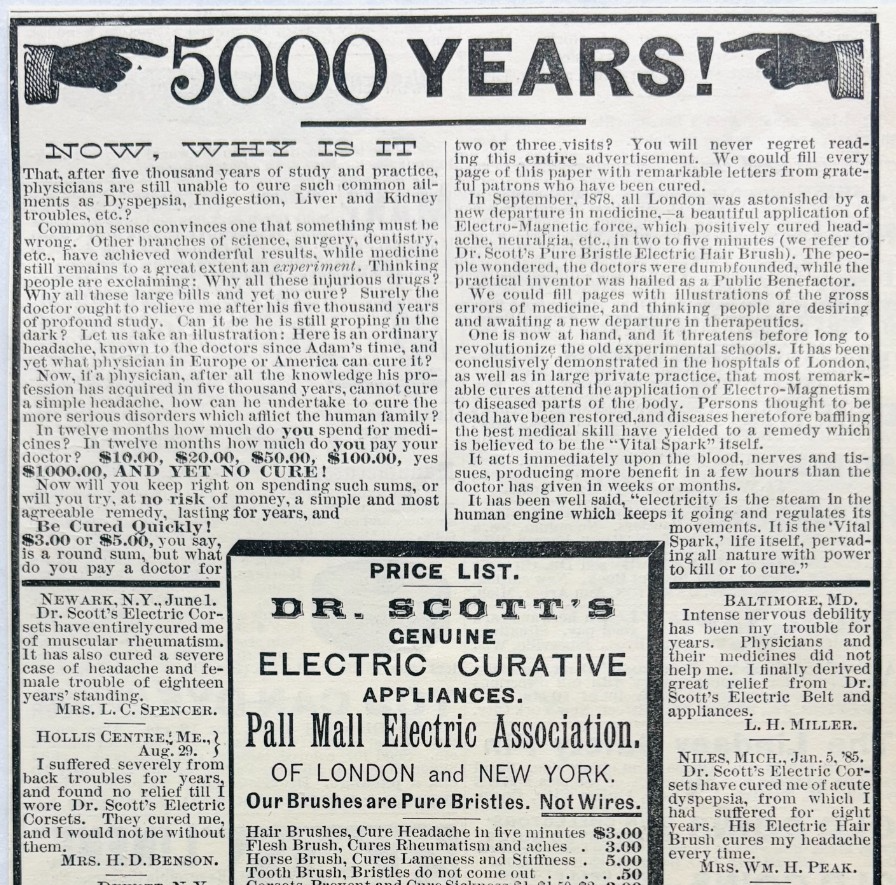 5000 YEARS!
NOW, WHY IS IT
That, after five thousand years of study and practice,
physicians are still unable to cure such common ail-
ments as Dyspepsia, Indigestion, Liver and Kidney
troubles, etc.?
Common sense convinces one that something must be
wrong. Other branches of science, surgery, dentistry,
etc., have achieved wonderful results, while medicine
still remains to a great extent an experiment. Thinking
people are exclaiming: Why all these injurious drugs?
Why all these large bills and yet no cure? Surely the
doctor ought to relieve me after his five thousand years
of profound study. Can it be he is still groping in the
dark? Let us take an illustration: Here is an ordinary
headache, known to the doctors since Adam's time, and
yet what physician in Europe or America can cure it?
Now, if a physician, after all the knowledge his pro-
fession has acquired in five thousand years, cannot cure
a simple headache, how can he undertake to cure the
more serious disorders which afflict the human family?
In twelve months how much do you spend for medi-
cines? In twelve months how much do you pay your
doctor? $10.00, $20.00, $50.00, $100.00, yes
$1000.00, AND YET NO CURE!
Now will you keep right on spending such sums, or
will you try, at no risk of money, a simple and most
agreeable remedy, lasting for years, and
Be Cured Quickly!
$3.00 or $5.00, you say,
is a round sum, but what
do you pay a doctor for
two or three visits? You will never regret read-
ing this entire advertisement. We could fill every
page of this paper with remarkable letters from grate-
ful patrons who have been cured.
In September, 1878, all London was astonished by a
new departure in medicine,—a beautiful application of
Electro-Magnetic force, which positively cured head-
ache, neuralgia, etc., in two to five minutes (we refer to
Dr. Scott's Pure Bristle Electric Hair Brush). The peo-
ple wondered, the doctors were dumbfounded, while the
practical inventor was hailed as a Public Benefactor.
We could fill pages with illustrations of the gross
errors of medicine, and thinking people are desiring
and awaiting a new departure in therapeutics.
One is now at hand, and it threatens before long to
revolutionize the old experimental schools. It has been
conclusively demonstrated in the hospitals of London,
as well as in large private practice, that most remark-
able cures attend the application of Electro-Magnetism
to diseased parts of the body. Persons thought to be
dead have been restored, and diseases heretofore baffling
the best medical skill have yielded to a remedy which
is believed to be the "Vital Spark" itself.
It acts immediately upon the blood, nerves and tis-
sues, producing more benefit in a few hours than the
doctor has given in weeks or months.
It has been well said, "electricity is the steam in the
human engine which keeps it going and regulates its
movements. It is the 'Vital
Spark,' life itself, pervad-
ing all nature with power
to kill or to cure."
NEWARK, N.Y., June 1.
Dr. Scott's Electric Cor-
sets have entirely cured me
of muscular rheumatism.
It has also cured a severe
case of headache and fe-
male trouble of eighteen
years' standing.
MRS. L. C. SPENCER.
HOLLIS CENTRE, ME., }
Aug. 29. }
I suffered severely from
back troubles for years,
and found no relief till I
wore Dr. Scott's Electric
Corsets. They cured me,
and I would not be without
them.
MRS. H. D. BENSON.
PRICE LIST.
DR. SCOTT'S
GENUINE
ELECTRIC CURATIVE
APPLIANCES.
Pall Mall Electric Association.
OF LONDON and NEW YORK.
Our Brushes are Pure Bristles. Not Wires.
Hair Brushes, Cure Headache in five minutes $3.00
Flesh Brush, Cures Rheumatism and aches . 3.00
Horse Brush, Cures Lameness and Stiffness . 5.00
Tooth Brush, Bristles do not come out . . . .50
BALTIMORE, MD.
Intense nervous debility
has been my trouble for
years. Physicians and
their medicines did not
help me. I finally derived
great relief from Dr.
Scott's Electric Belt and
appliances.
L. H. MILLER.
NILES, MICH., Jan. 5, '85.
Dr. Scott's Electric Cor-
sets have cured me of acute
dyspepsia, from which I
had suffered for eight
years. His Electric Hair
Brush cures my headache
every time.
MRS. WM. H. PEAK.